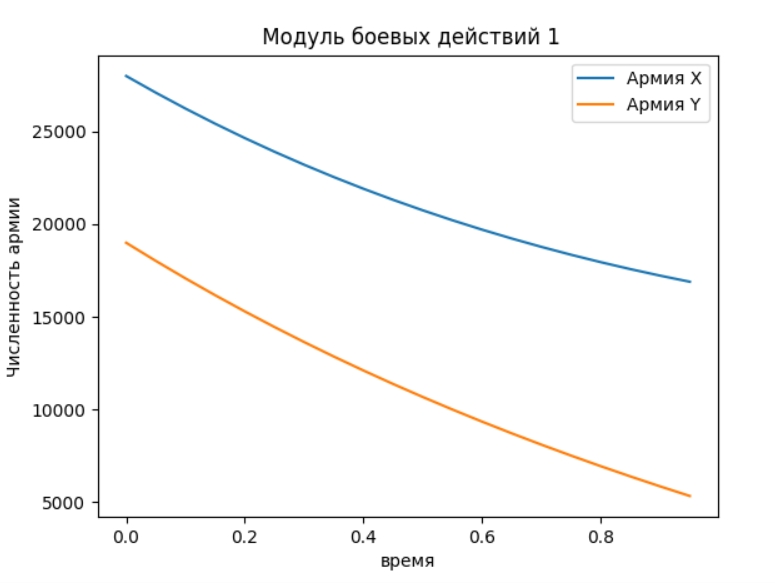 Модуль боевых действий 1
Армия X
Армия Y
Численность армии
25000
20000
15000
10000
5000
0.0 0.2 0.4 0.6 0.8
время